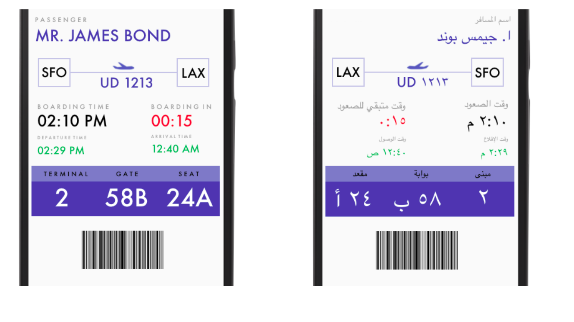 PASSENGER
MR. JAMES BOND
SFO LAX
UD 1213
BOARDING TIME BOARDING IN
02:10 PM 00:15
DEPARTURE TIME ARRIVAL TIME
02:29 PM 12:40 AM
TERMINAL GATE SEAT
2 58B 24A
اسم المسافر
ا. جيمس بوند
SFO LAX
UD ١٢١٣
وقت الصعود وقت متبقي للصعود
٢:١٠ م ٠:١٥
وقت الاقلاع وقت الوصول
٢:٢٩ م ١٢:٤٠ ص
مبنى بوابة مقعد
٢ ٥٨ ب ٢٤ أ